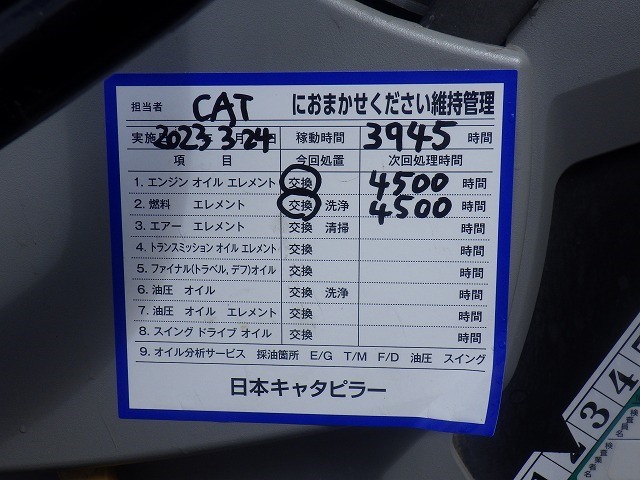 担当者 CAT におまかせください維持管理
実施 2023, 3, 24 日 稼動時間 3945 時間
項 目 今回処置 次回処理時間
1. エンジン オイル エレメント 交換 4500 時間
2. 燃料 エレメント 交換 洗浄 4500 時間
3. エアー エレメント 交換 清掃 時間
4. トランスミッション オイル エレメント 交換 時間
5. ファイナル(トラベル,デフ)オイル 交換 時間
6. 油圧 オイル 交換 洗浄 時間
7. 油圧 オイル エレメント 交換 時間
8. スイング ドライブ オイル 交換 時間
9. オイル分析サービス 採油箇所 E/G T/M F/D 油圧 スイング
日本キャタピラー
1 2 3 4
検査員名